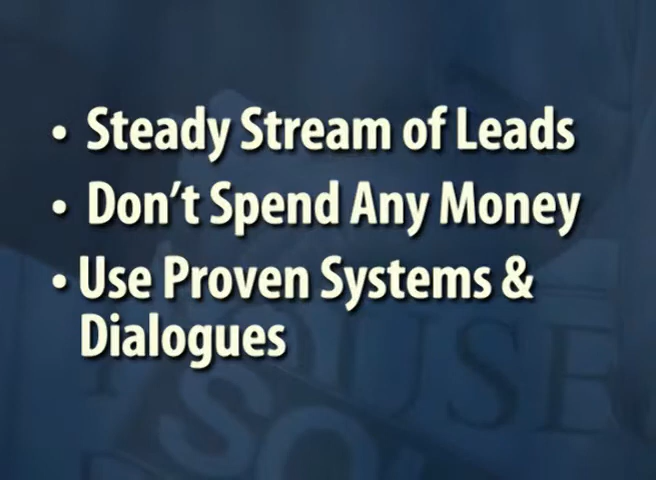 • Steady Stream of Leads
• Don't Spend Any Money
• Use Proven Systems &
Dialogues